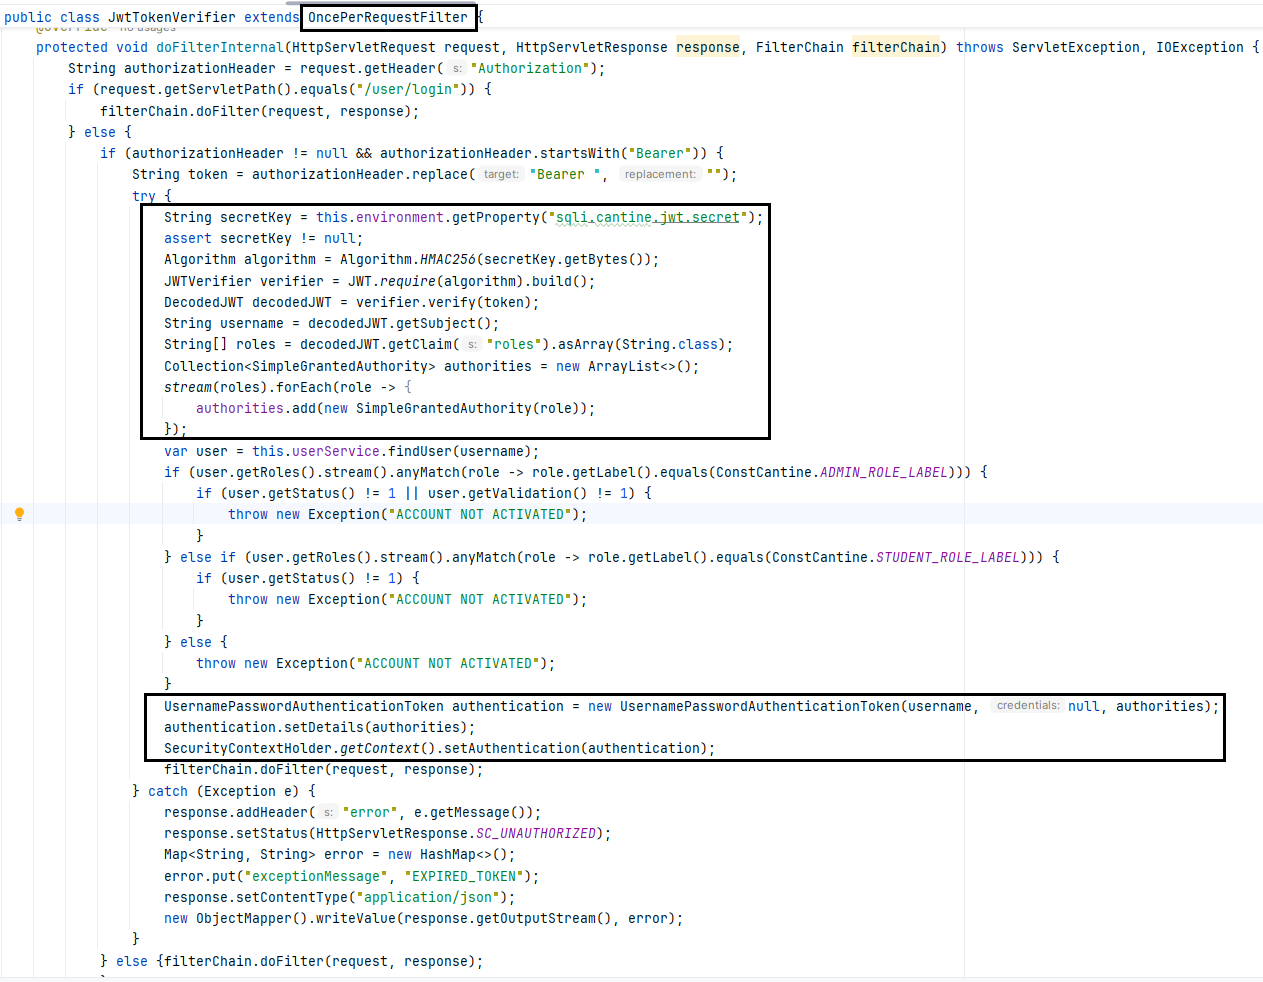 public class JwtTokenVerifier extends OncePerRequestFilter {
@Override no usages
protected void doFilterInternal(HttpServletRequest request, HttpServletResponse response, FilterChain filterChain) throws ServletException, IOException {
String authorizationHeader = request.getHeader( s: "Authorization");
if (request.getServletPath().equals("/user/login")) {
filterChain.doFilter(request, response);
} else {
if (authorizationHeader != null && authorizationHeader.startsWith("Bearer")) {
String token = authorizationHeader.replace( target: "Bearer ", replacement: "");
try {
String secretKey = this.environment.getProperty("sqli.cantine.jwt.secret");
assert secretKey != null;
Algorithm algorithm = Algorithm.HMAC256(secretKey.getBytes());
JWTVerifier verifier = JWT.require(algorithm).build();
DecodedJWT decodedJWT = verifier.verify(token);
String username = decodedJWT.getSubject();
String[] roles = decodedJWT.getClaim( s: "roles").asArray(String.class);
Collection<SimpleGrantedAuthority> authorities = new ArrayList<>();
stream(roles).forEach(role -> {
authorities.add(new SimpleGrantedAuthority(role));
});
var user = this.userService.findUser(username);
if (user.getRoles().stream().anyMatch(role -> role.getLabel().equals(ConstCantine.ADMIN_ROLE_LABEL))) {
if (user.getStatus() != 1 || user.getValidation() != 1) {
throw new Exception("ACCOUNT NOT ACTIVATED");
}
} else if (user.getRoles().stream().anyMatch(role -> role.getLabel().equals(ConstCantine.STUDENT_ROLE_LABEL))) {
if (user.getStatus() != 1) {
throw new Exception("ACCOUNT NOT ACTIVATED");
}
} else {
throw new Exception("ACCOUNT NOT ACTIVATED");
}
UsernamePasswordAuthenticationToken authentication = new UsernamePasswordAuthenticationToken(username, credentials: null, authorities);
authentication.setDetails(authorities);
SecurityContextHolder.getContext().setAuthentication(authentication);
filterChain.doFilter(request, response);
} catch (Exception e) {
response.addHeader( s: "error", e.getMessage());
response.setStatus(HttpServletResponse.SC_UNAUTHORIZED);
Map<String, String> error = new HashMap<>();
error.put("exceptionMessage", "EXPIRED_TOKEN");
response.setContentType("application/json");
new ObjectMapper().writeValue(response.getOutputStream(), error);
}
} else {filterChain.doFilter(request, response);